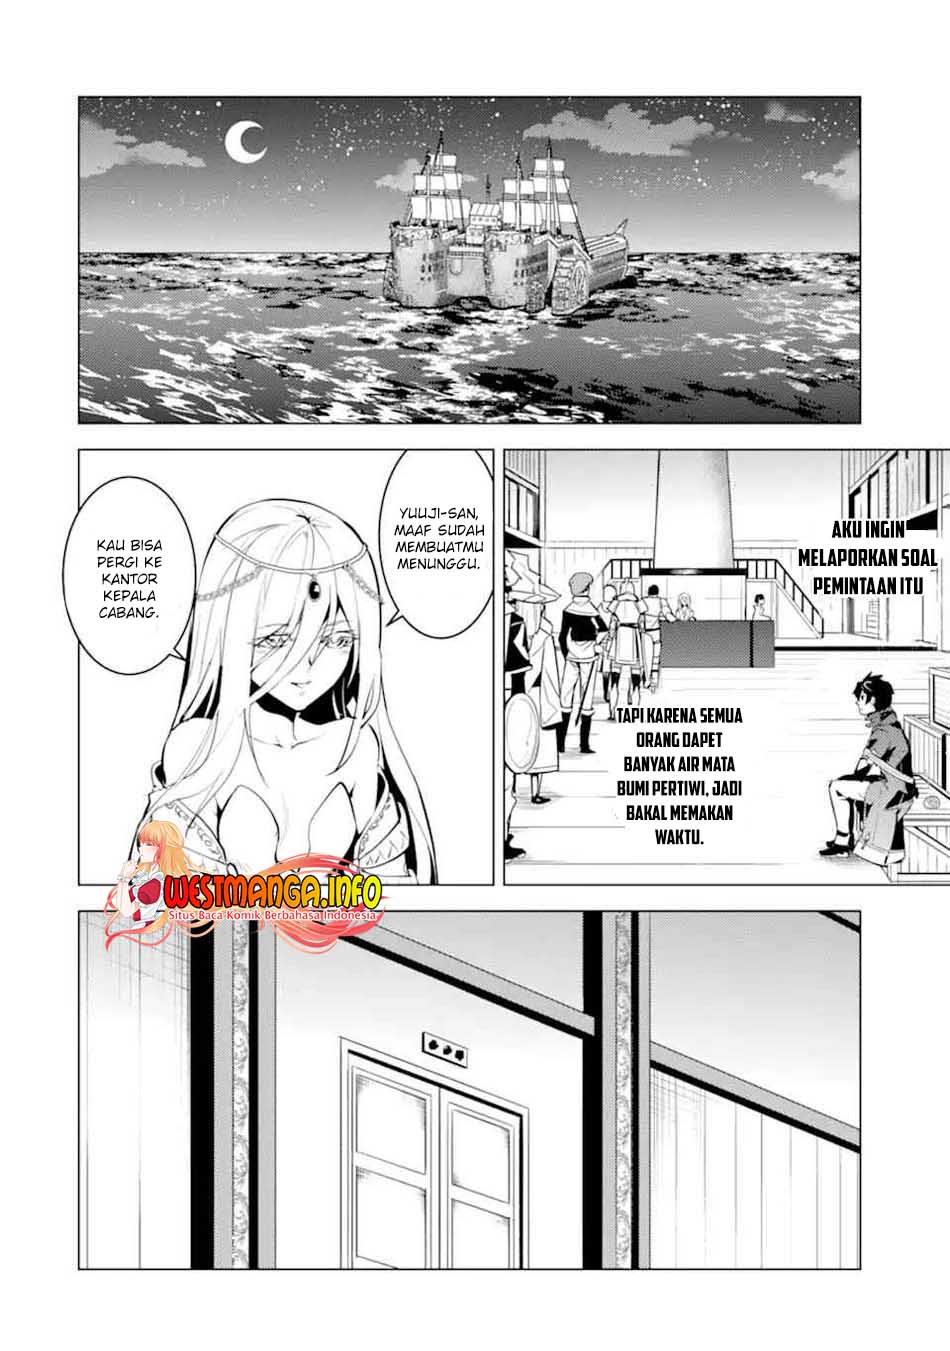 AKU INGIN
MELAPORKAN SOAL
PEMINTAAN ITU
TAPI KARENA SEMUA
ORANG DAPET
BANYAK AIR MATA
BUMI PERTIWI, JADI
BAKAL MEMAKAN
WAKTU.
YUUJI-SAN,
MAAF SUDAH
MEMBUATMU
MENUNGGU.
KAU BISA
PERGI KE
KANTOR
KEPALA
CABANG.
WESTMANGA.INFO
Situs Baca Komik Berbahasa Indonesia